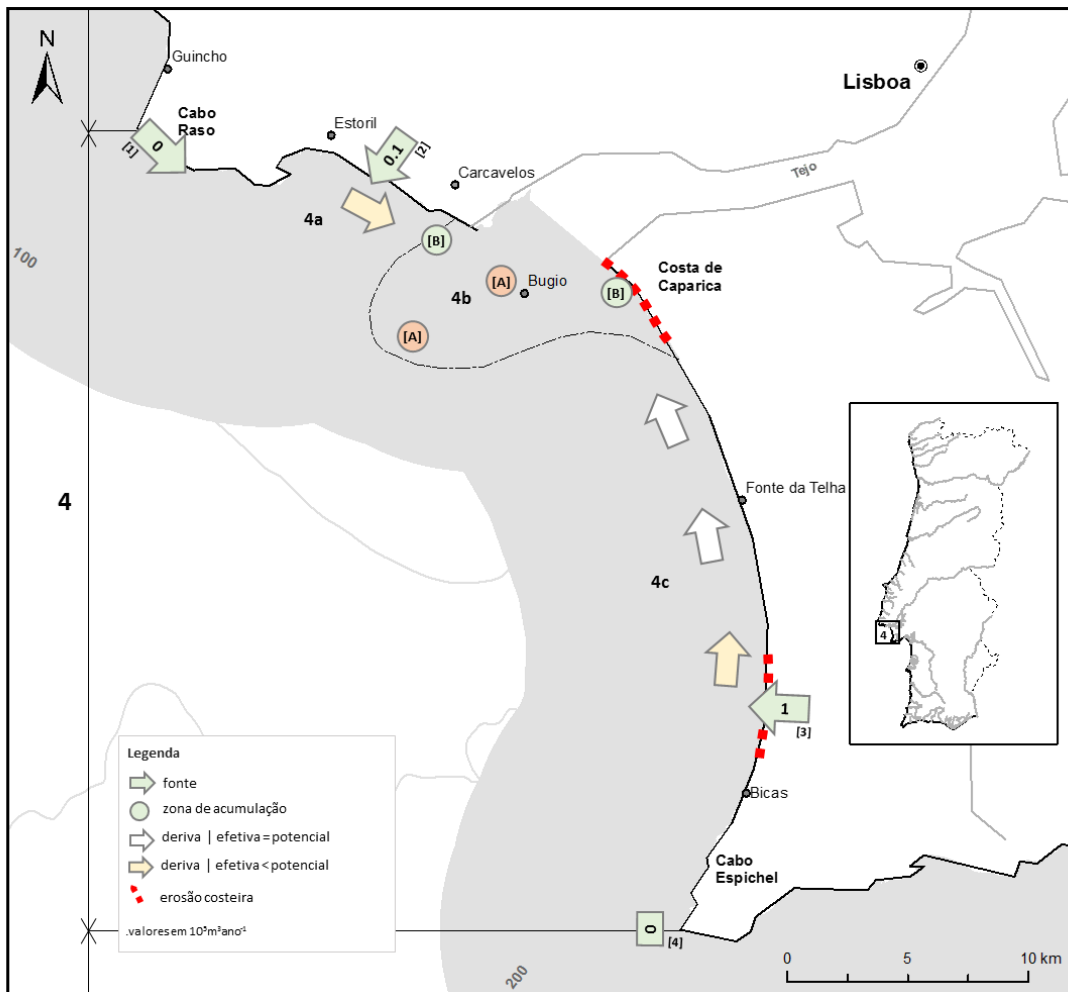 N
Guincho
Lisboa
Cabo
Raso
0
[1]
Estoril
0.1
[2]
Carcavelos
Tejo
4a
100
[B]
Costa de
Caparica
[A]
Bugio
[B]
4b
[A]
4
Fonte da Telha
4c
4
1
[3]
Bicas
Cabo
Espichel
0
[4]
200
Legenda
fonte
zona de acumulação
deriva | efetiva = potencial
deriva | efetiva < potencial
erosão costeira
.valores em 10⁵m³ano⁻¹
0 5 10 km